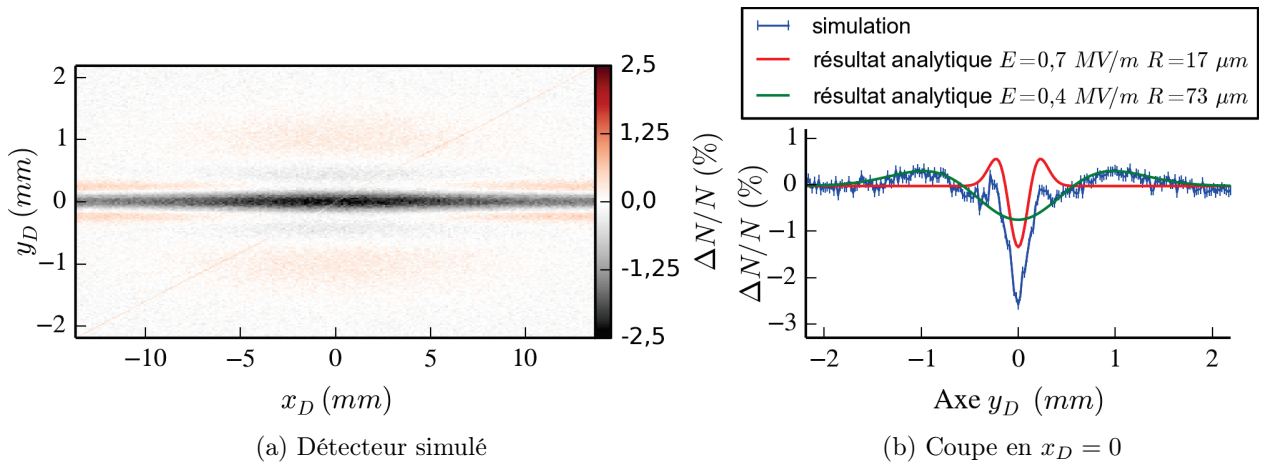 2
1
0
−1
−2
y_D (mm)
−10 −5 0 5 10
x_D (mm)
2,5
1,25
0,0
-1,25
-2,5
ΔN/N (%)
(a) Détecteur simulé
simulation
résultat analytique E=0,7 MV/m R=17 μm
résultat analytique E=0,4 MV/m R=73 μm
ΔN/N (%)
1
0
−1
−2
−3
−2 −1 0 1 2
Axe y_D (mm)
(b) Coupe en x_D = 0